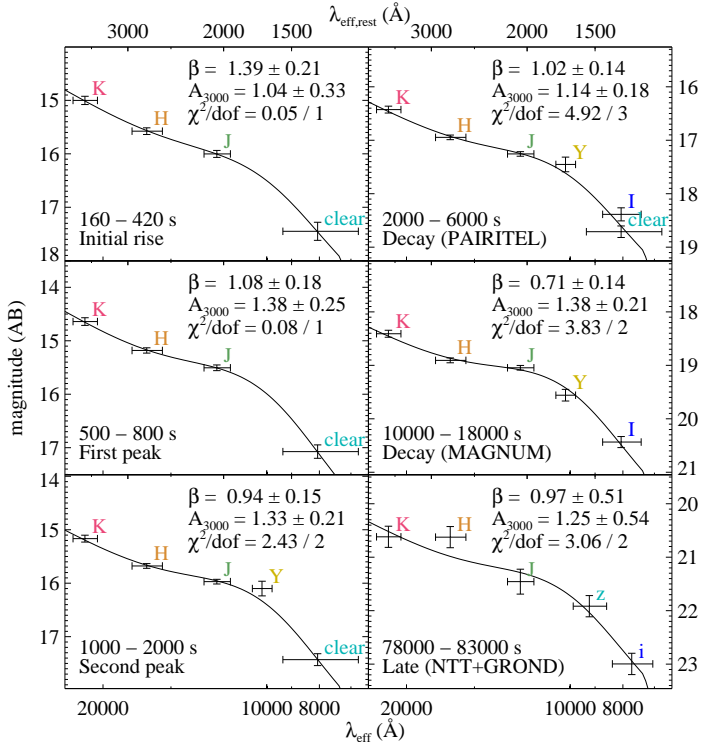 λeff,rest (Å)
3000 2000 1500
3000 2000 1500
β = 1.39 ± 0.21
A3000 = 1.04 ± 0.33
χ2/dof = 0.05 / 1
K
H
J
clear
160 – 420 s
Initial rise
15
16
17
18
β = 1.02 ± 0.14
A3000 = 1.14 ± 0.18
χ2/dof = 4.92 / 3
K
H
J
Y
I
clear
2000 – 6000 s
Decay (PAIRITEL)
16
17
18
19
magnitude (AB)
β = 1.08 ± 0.18
A3000 = 1.38 ± 0.25
χ2/dof = 0.08 / 1
K
H
J
clear
500 – 800 s
First peak
14
15
16
17
β = 0.71 ± 0.14
A3000 = 1.38 ± 0.21
χ2/dof = 3.83 / 2
K
H
J
Y
I
10000 – 18000 s
Decay (MAGNUM)
18
19
20
21
β = 0.94 ± 0.15
A3000 = 1.33 ± 0.21
χ2/dof = 2.43 / 2
K
H
J
Y
clear
1000 – 2000 s
Second peak
14
15
16
17
β = 0.97 ± 0.51
A3000 = 1.25 ± 0.54
χ2/dof = 3.06 / 2
K
H
J
z
i
78000 – 83000 s
Late (NTT+GROND)
20
21
22
23
20000 10000 8000
20000 10000 8000
λeff (Å)